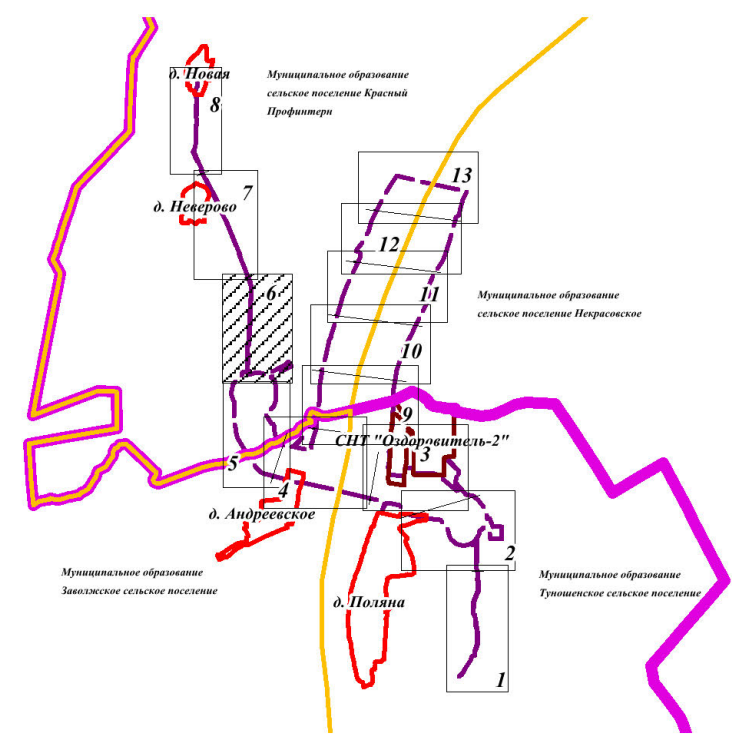 д. Новая
8
Муниципальное образование
сельское поселение Красный
Профинтерн
13
7
д. Неверово
12
6
11
Муниципальное образование
сельское поселение Некрасовское
10
9
СНТ "Оздоровитель-2"
3
5
4
д. Андреевское
2
Муниципальное образование
Заволжское сельское поселение
Муниципальное образование
Туношенское сельское поселение
д. Поляна
1